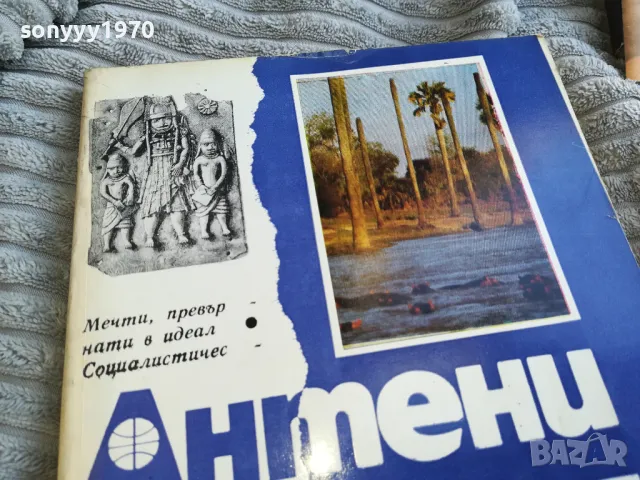 sonyyy1970
Мечти, превър -
нати в идеал
Социалистичес -
Антени
BAZAR